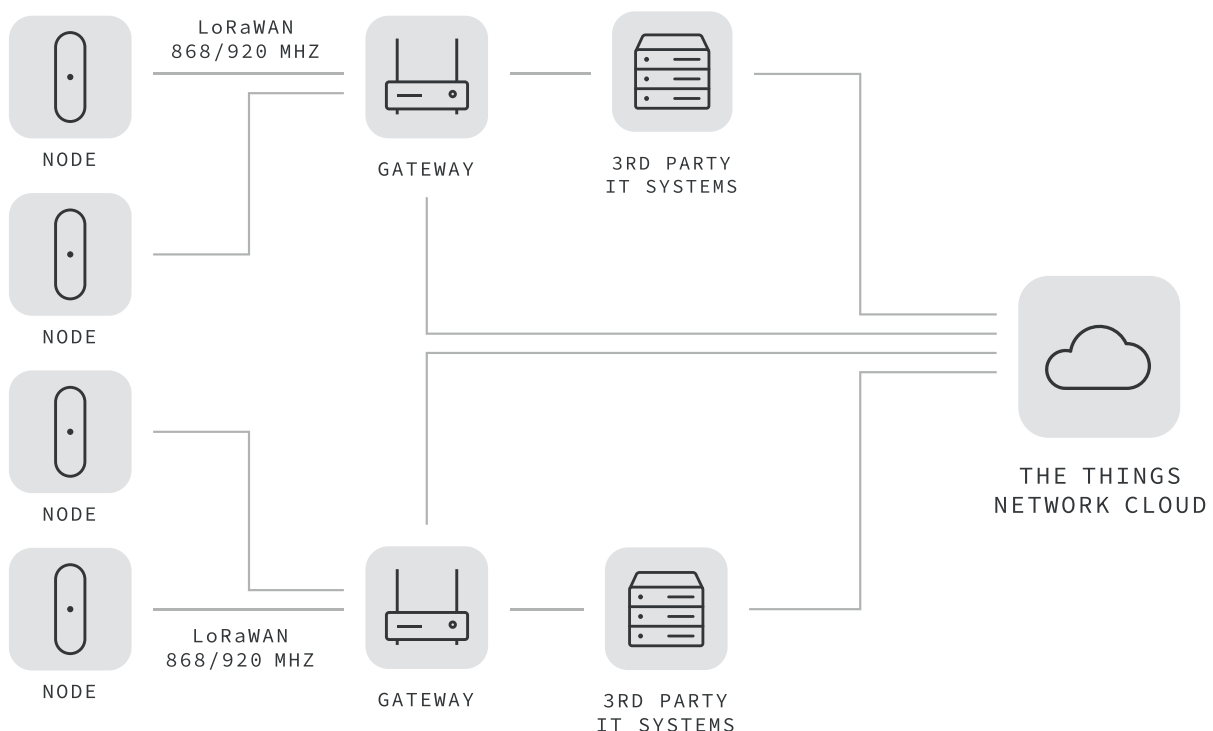 LoRaWAN
868/920 MHZ
NODE
GATEWAY
3RD PARTY
IT SYSTEMS
NODE
NODE
THE THINGS
NETWORK CLOUD
LoRaWAN
868/920 MHZ
NODE
GATEWAY
3RD PARTY
IT SYSTEMS